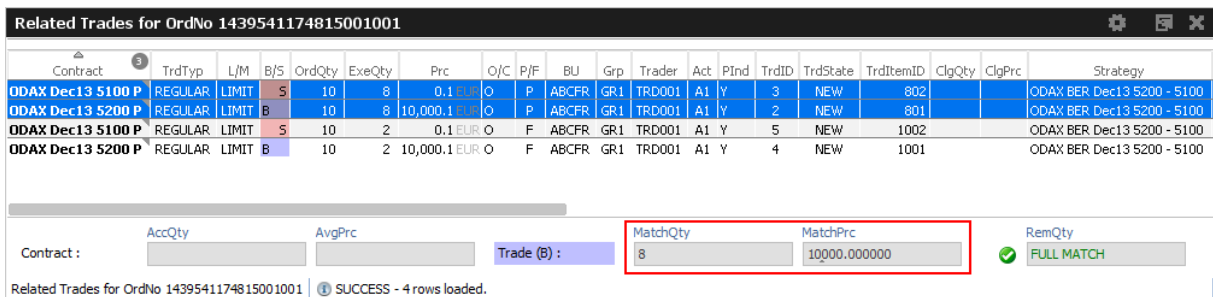 Related Trades for OrdNo 1439541174815001001
Contract 3 TrdTyp L/M B/S OrdQty ExeQty Prc O/C P/F BU Grp Trader Act PInd TrdID TrdState TrdItemID ClgQty ClgPrc Strategy
ODAX Dec13 5100 P REGULAR LIMIT S 10 8 0.1 EUR O P ABCFR GR1 TRD001 A1 Y 3 NEW 802 ODAX BER Dec13 5200 - 5100
ODAX Dec13 5200 P REGULAR LIMIT B 10 8 10,000.1 EUR O P ABCFR GR1 TRD001 A1 Y 2 NEW 801 ODAX BER Dec13 5200 - 5100
ODAX Dec13 5100 P REGULAR LIMIT S 10 2 0.1 EUR O F ABCFR GR1 TRD001 A1 Y 5 NEW 1002 ODAX BER Dec13 5200 - 5100
ODAX Dec13 5200 P REGULAR LIMIT B 10 2 10,000.1 EUR O F ABCFR GR1 TRD001 A1 Y 4 NEW 1001 ODAX BER Dec13 5200 - 5100
AccQty AvgPrc MatchQty MatchPrc RemQty
Contract : Trade (B) : 8 10000.000000 FULL MATCH
Related Trades for OrdNo 1439541174815001001 SUCCESS - 4 rows loaded.